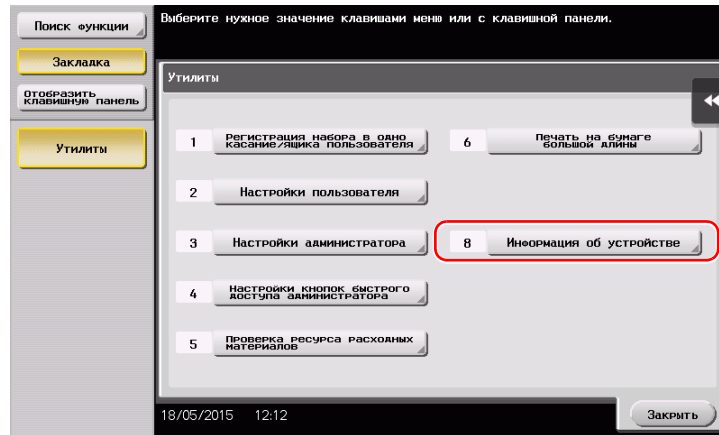 Выберите нужное значение клавишами меню или с клавишной панели.
Поиск функции
Закладка
Отобразить
клавишную панель
Утилиты
Утилиты
1 Регистрация набора в одно
касание/ящика пользователя
2 Настройки пользователя
3 Настройки администратора
4 Настройки кнопок быстрого
доступа администратора
5 Проверка ресурса расходных
материалов
6 Печать на бумаге
большой длины
8 Информация об устройстве
18/05/2015 12:12
Закрыть